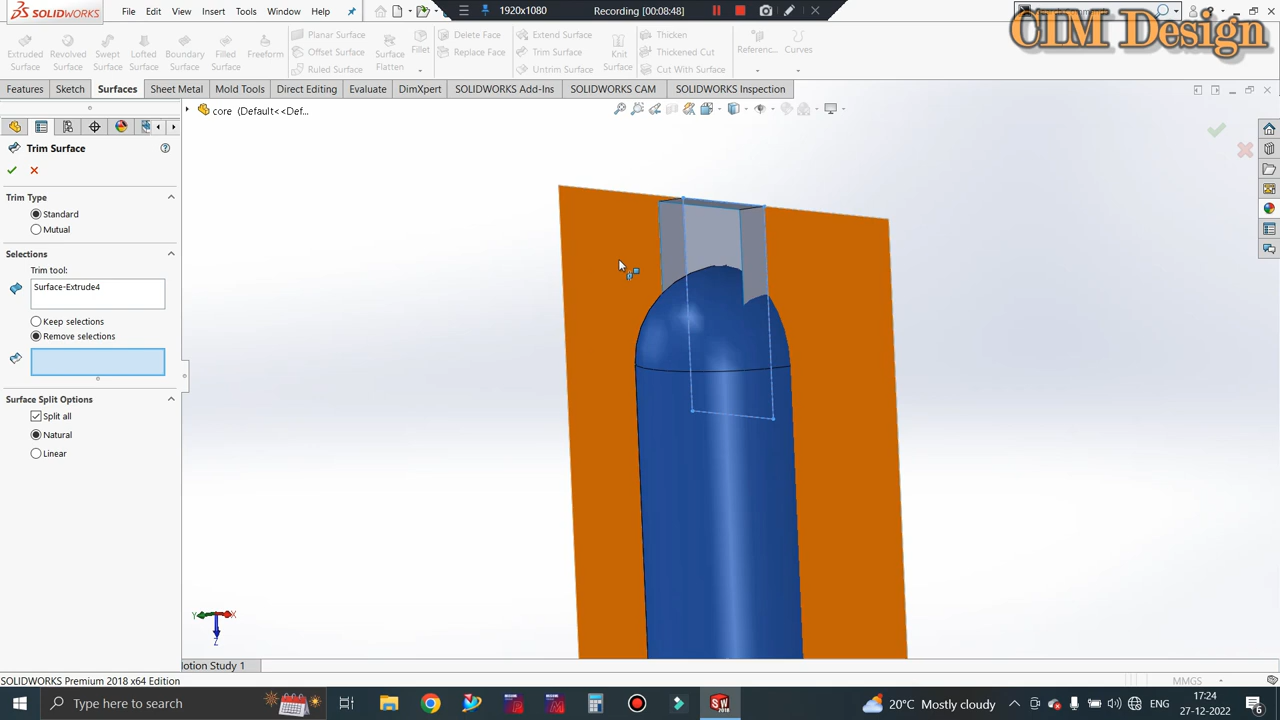 SOLIDWORKS
File Edit View Insert Tools Window Help
1920x1080
Recording [00:08:48]
CIM Design
Extruded Surface
Revolved Surface
Swept Surface
Lofted Surface
Boundary Surface
Filled Surface
Freeform
Planar Surface
Offset Surface
Ruled Surface
Surface Flatten
Fillet
Delete Face
Replace Face
Extend Surface
Trim Surface
Untrim Surface
Knit Surface
Thicken
Thickened Cut
Cut With Surface
Referenc...
Curves
Features Sketch Surfaces Sheet Metal Mold Tools Direct Editing Evaluate DimXpert SOLIDWORKS Add-Ins SOLIDWORKS CAM SOLIDWORKS Inspection
core (Default<<Def...
Trim Surface
Trim Type
Standard
Mutual
Selections
Trim tool:
Surface-Extrude4
Keep selections
Remove selections
Surface Split Options
Split all
Natural
Linear
Y X
Z
otion Study 1
SOLIDWORKS Premium 2018 x64 Edition
MMGS
Type here to search
SW
2018
20°C Mostly cloudy
ENG
17:24
27-12-2022
6